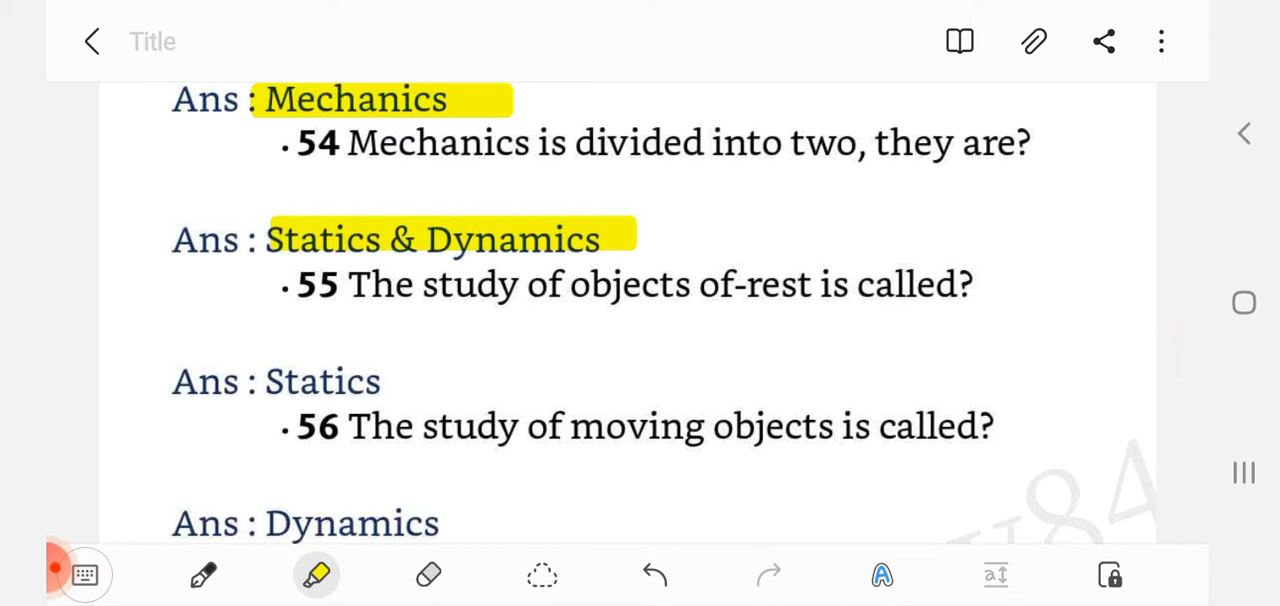 Title
Ans : Mechanics
. 54 Mechanics is divided into two, they are?
Ans : Statics & Dynamics
. 55 The study of objects of-rest is called?
Ans : Statics
. 56 The study of moving objects is called?
Ans : Dynamics